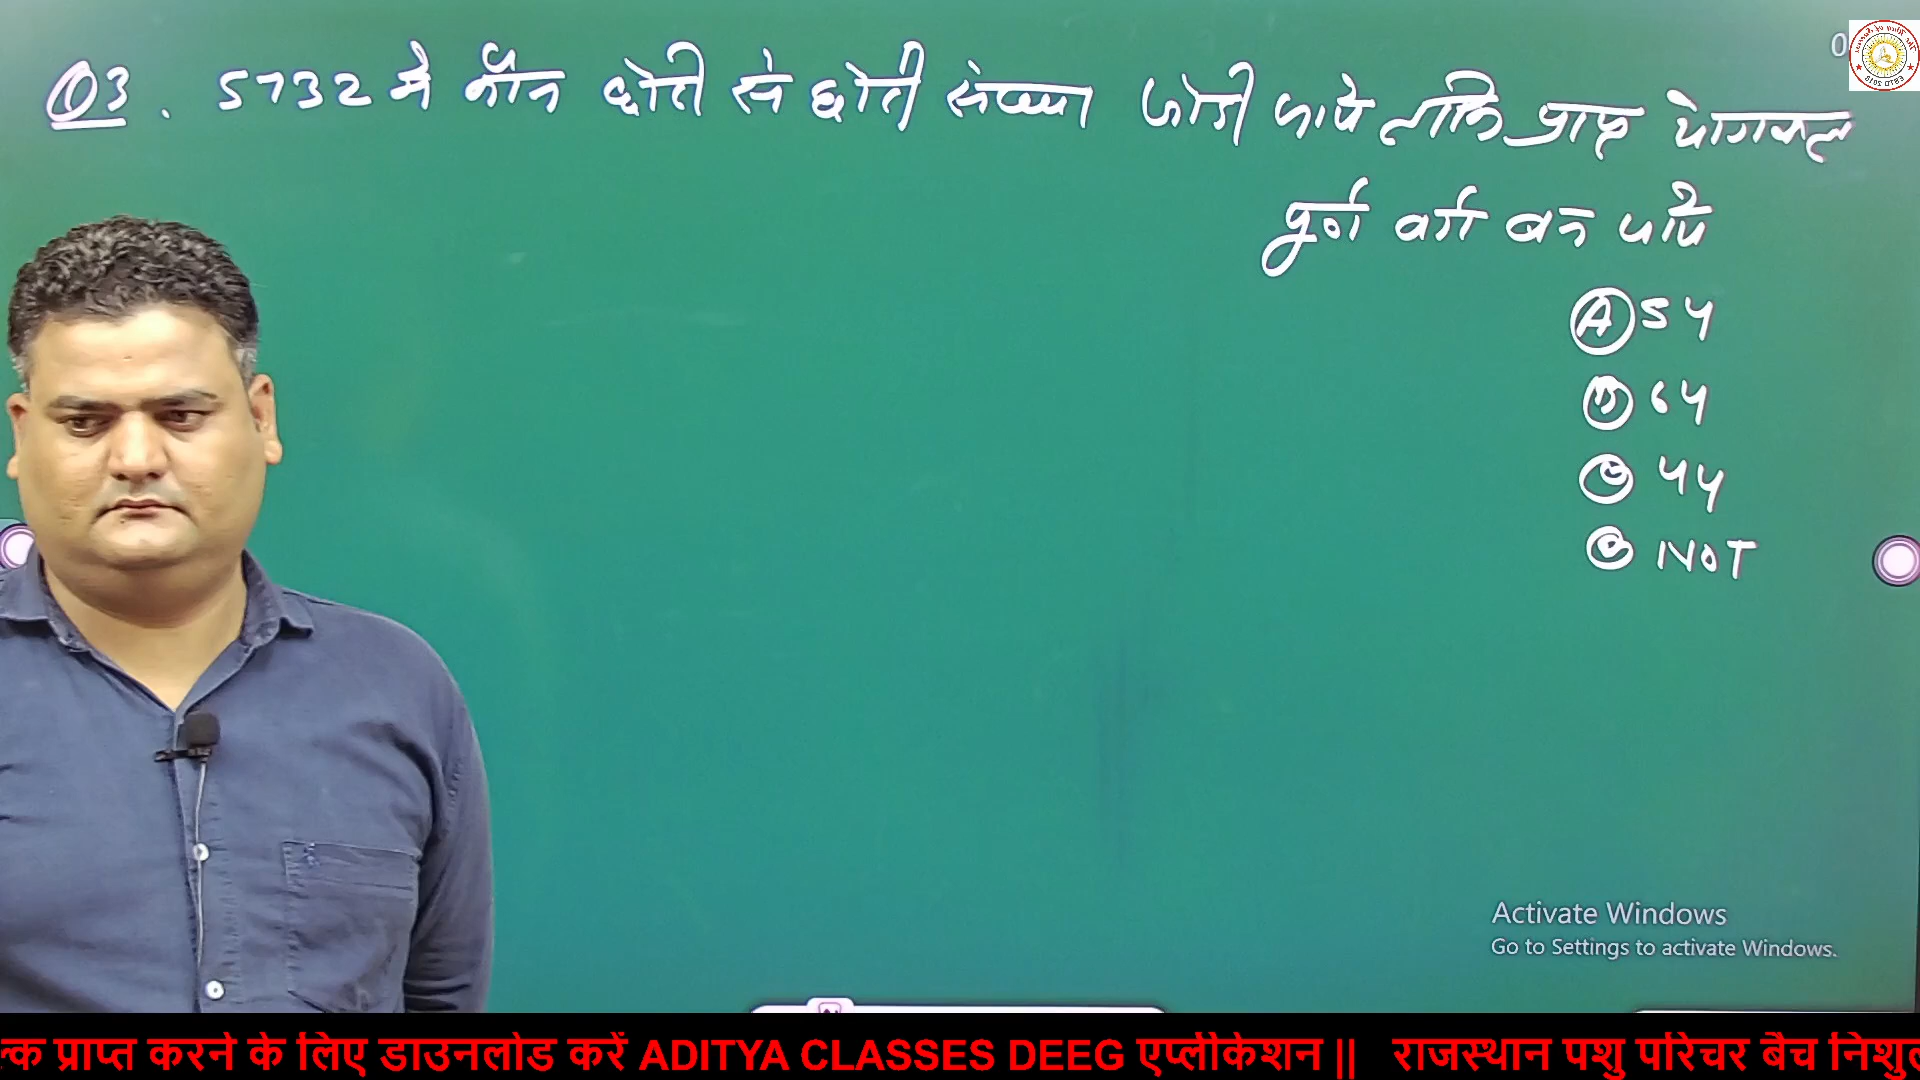 Q3. 5732 में कौन छोटी से छोटी संख्या जोड़ी जाये ताकि प्राप्त योगफल
पूर्ण वर्ग बन जाये
(A) 54
(B) 64
(C) 44
(D) NOT
Activate Windows
Go to Settings to activate Windows.
प्राप्त करने के लिए डाउनलोड करें ADITYA CLASSES DEEG एप्लीकेशन || राजस्थान पशु परिचर बैच